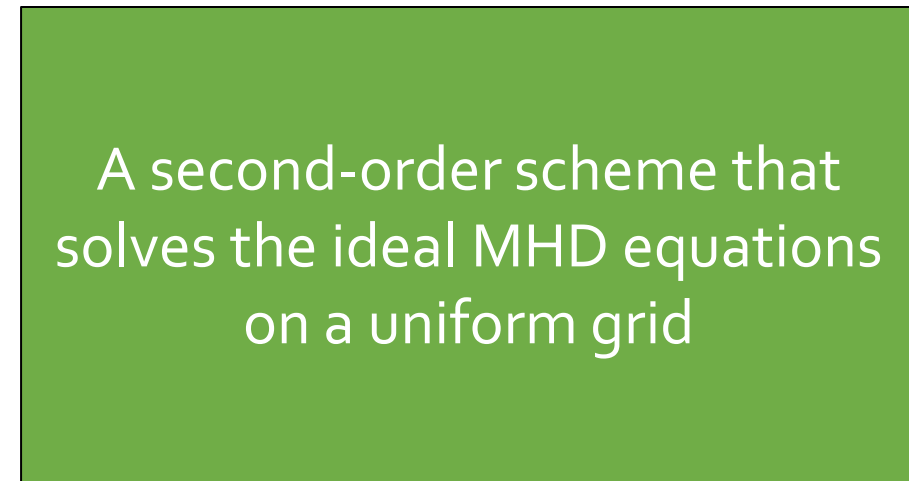 A second-order scheme that
solves the ideal MHD equations
on a uniform grid